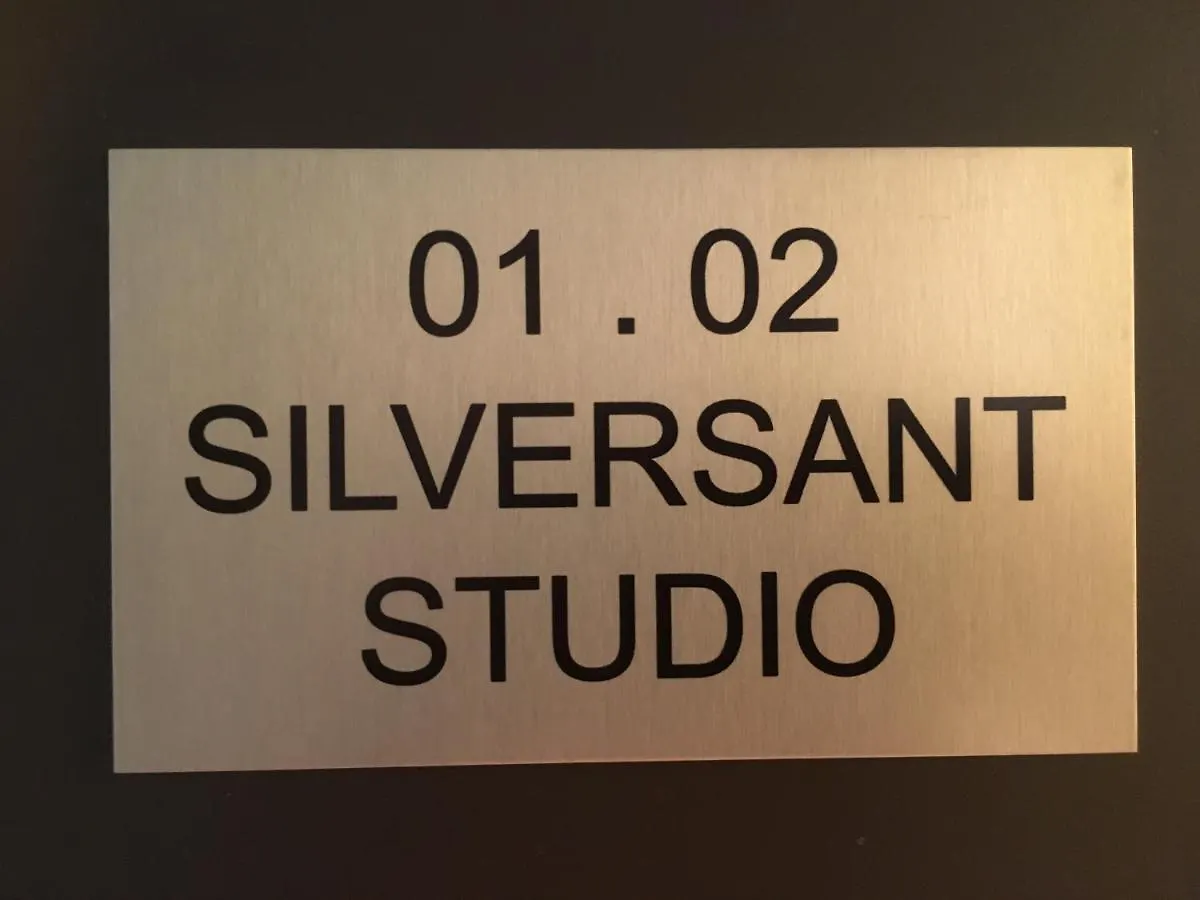 01 . 02
SILVERSANT
STUDIO